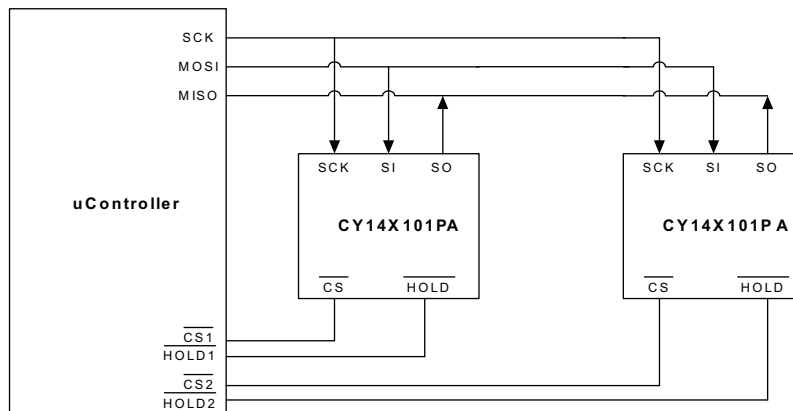 SCK
MOSI
MISO
SCK SI SO
SCK SI SO
uController
CY14X101PA
CY14X101PA
CS HOLD
CS HOLD
CS1
HOLD1
CS2
HOLD2